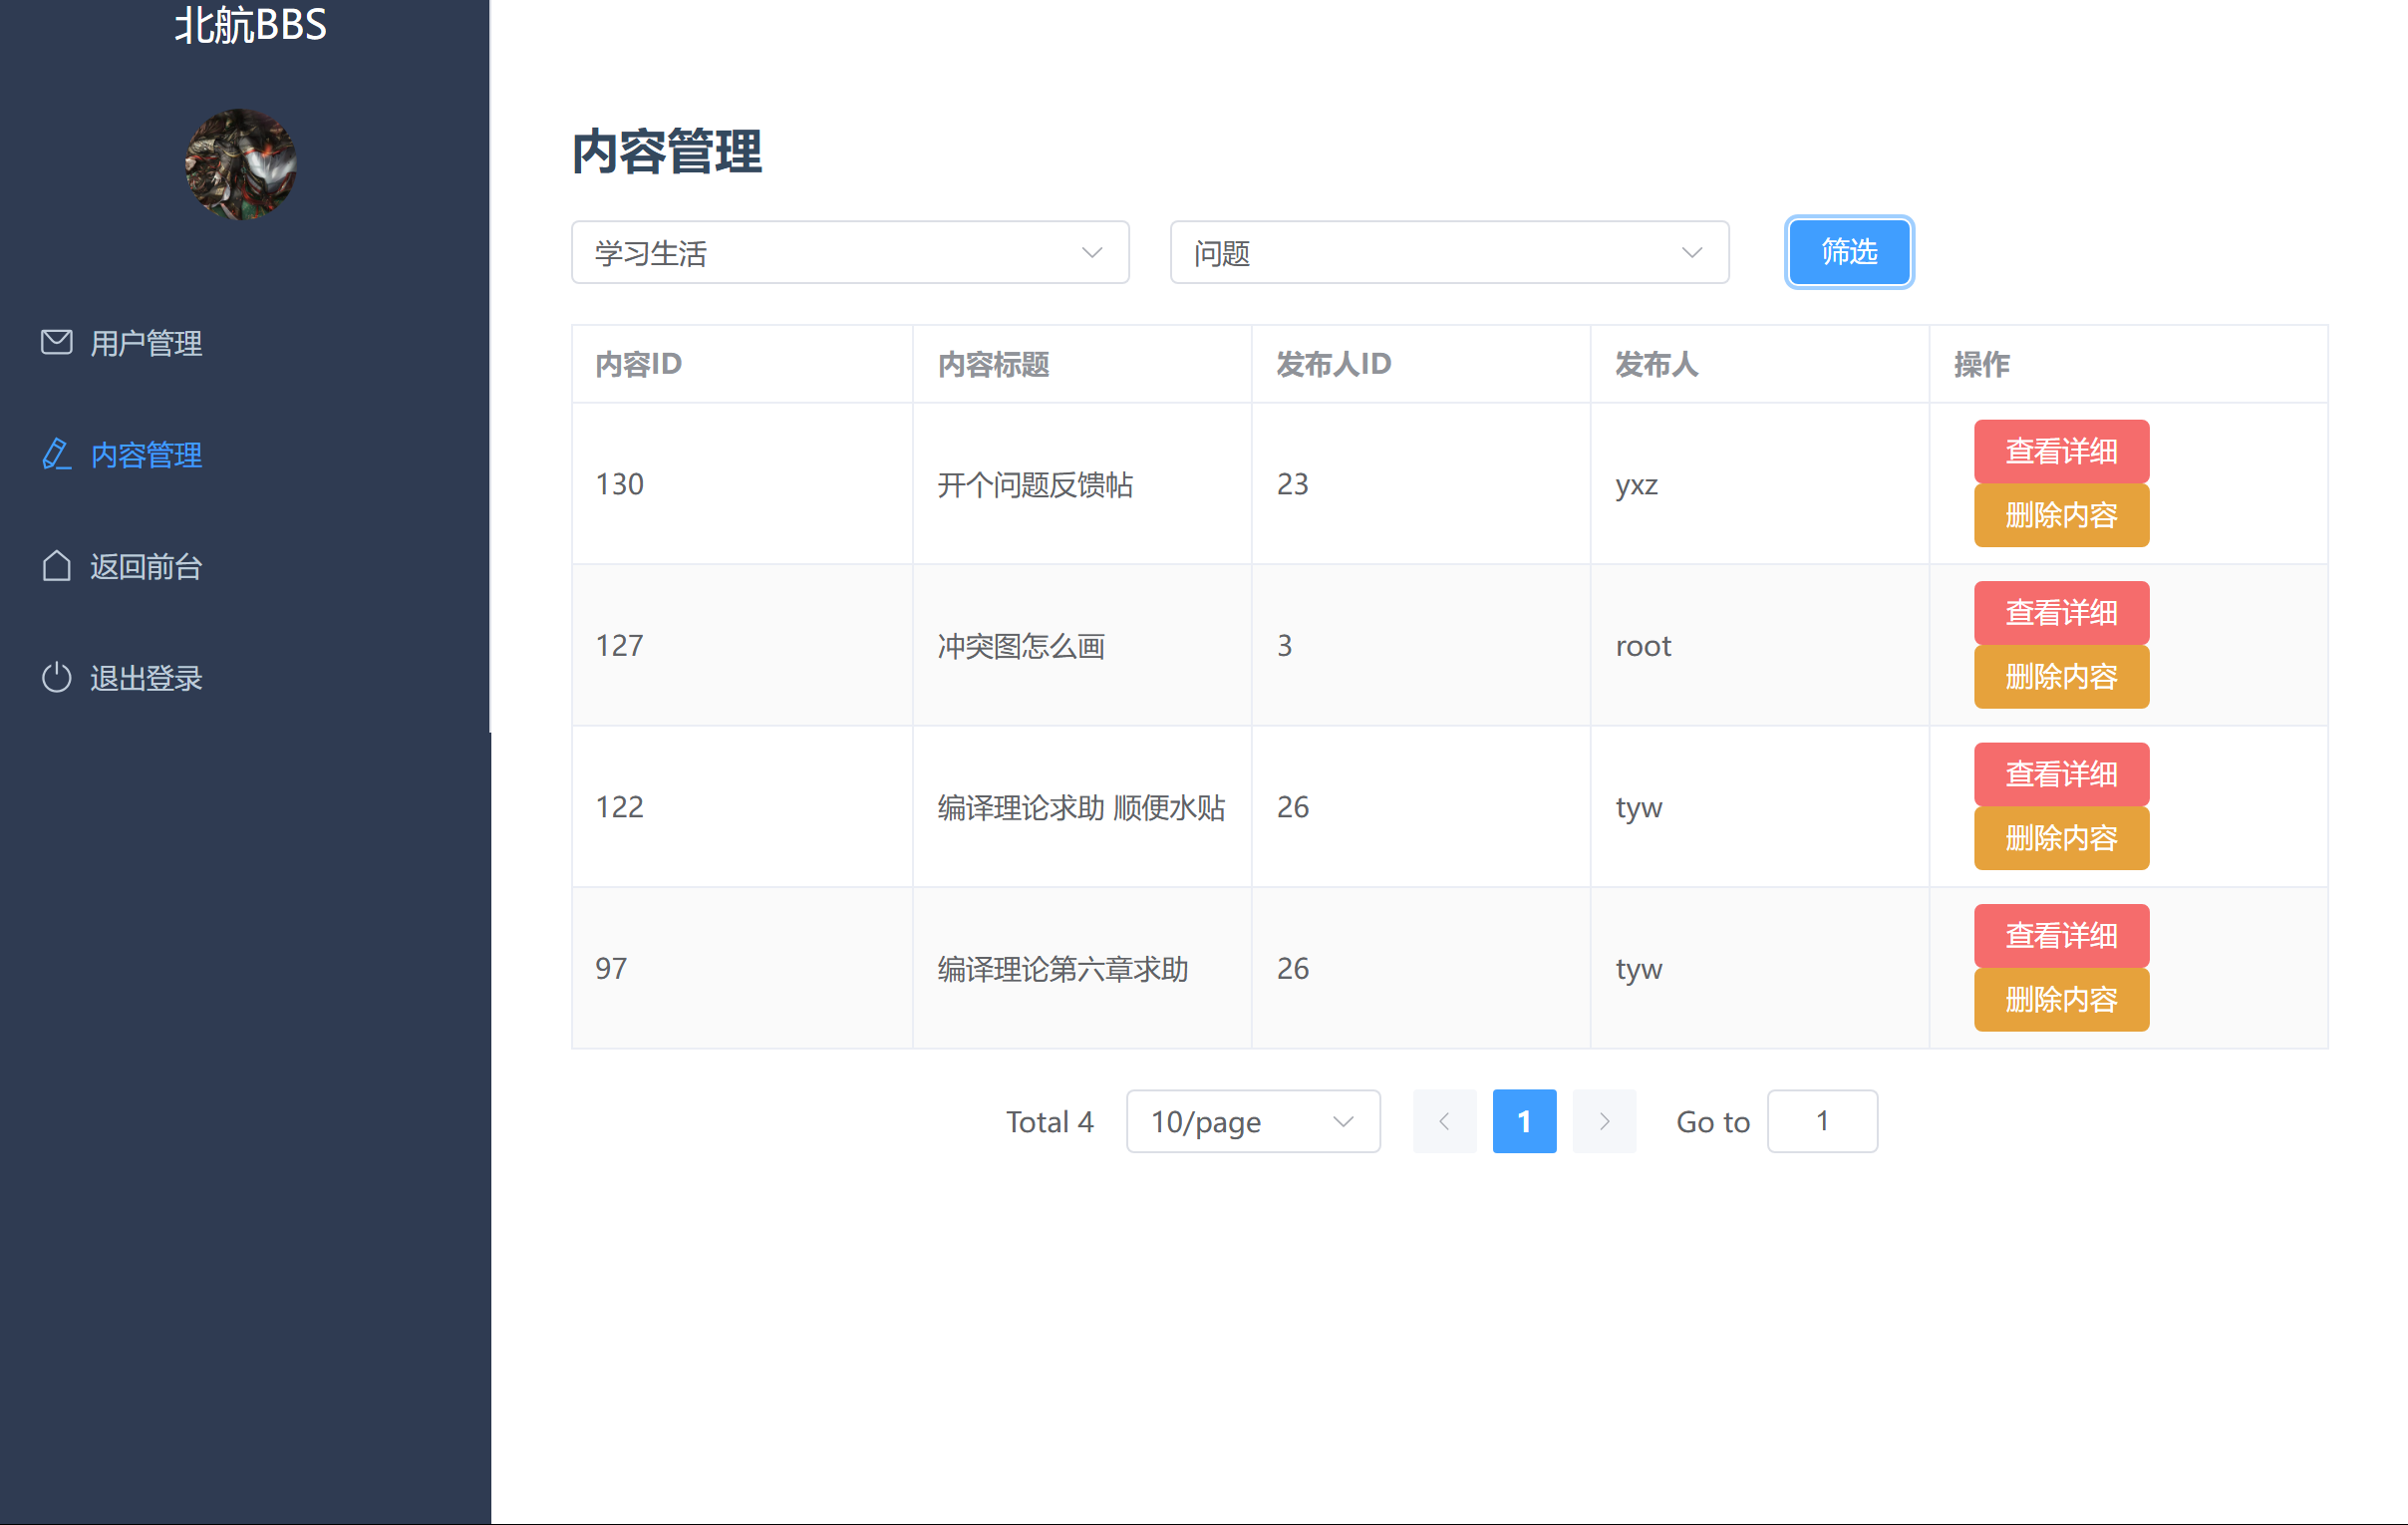 北航BBS
用户管理
内容管理
返回前台
退出登录
内容管理
学习生活 问题 筛选
内容ID 内容标题 发布人ID 发布人 操作
130 开个问题反馈帖 23 yxz 查看详细
删除内容
127 冲突图怎么画 3 root 查看详细
删除内容
122 编译理论求助 顺便水贴 26 tyw 查看详细
删除内容
97 编译理论第六章求助 26 tyw 查看详细
删除内容
Total 4 10/page 1 Go to 1